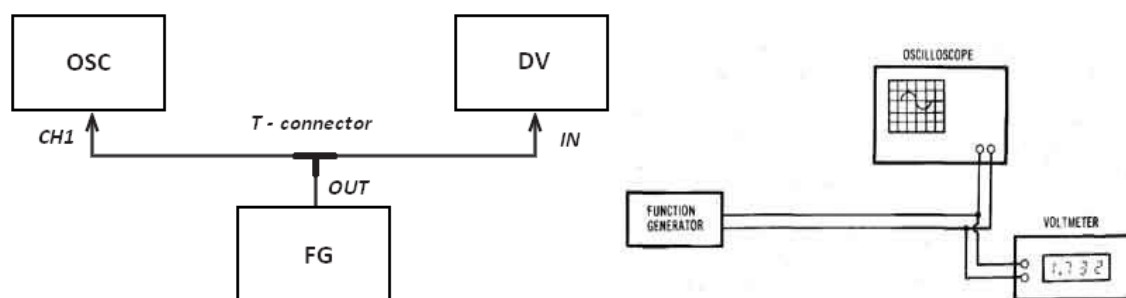 OSC
DV
CH1
T - connector
IN
OUT
FG
OSCILLOSCOPE
FUNCTION
GENERATOR
VOLTMETER
1.732